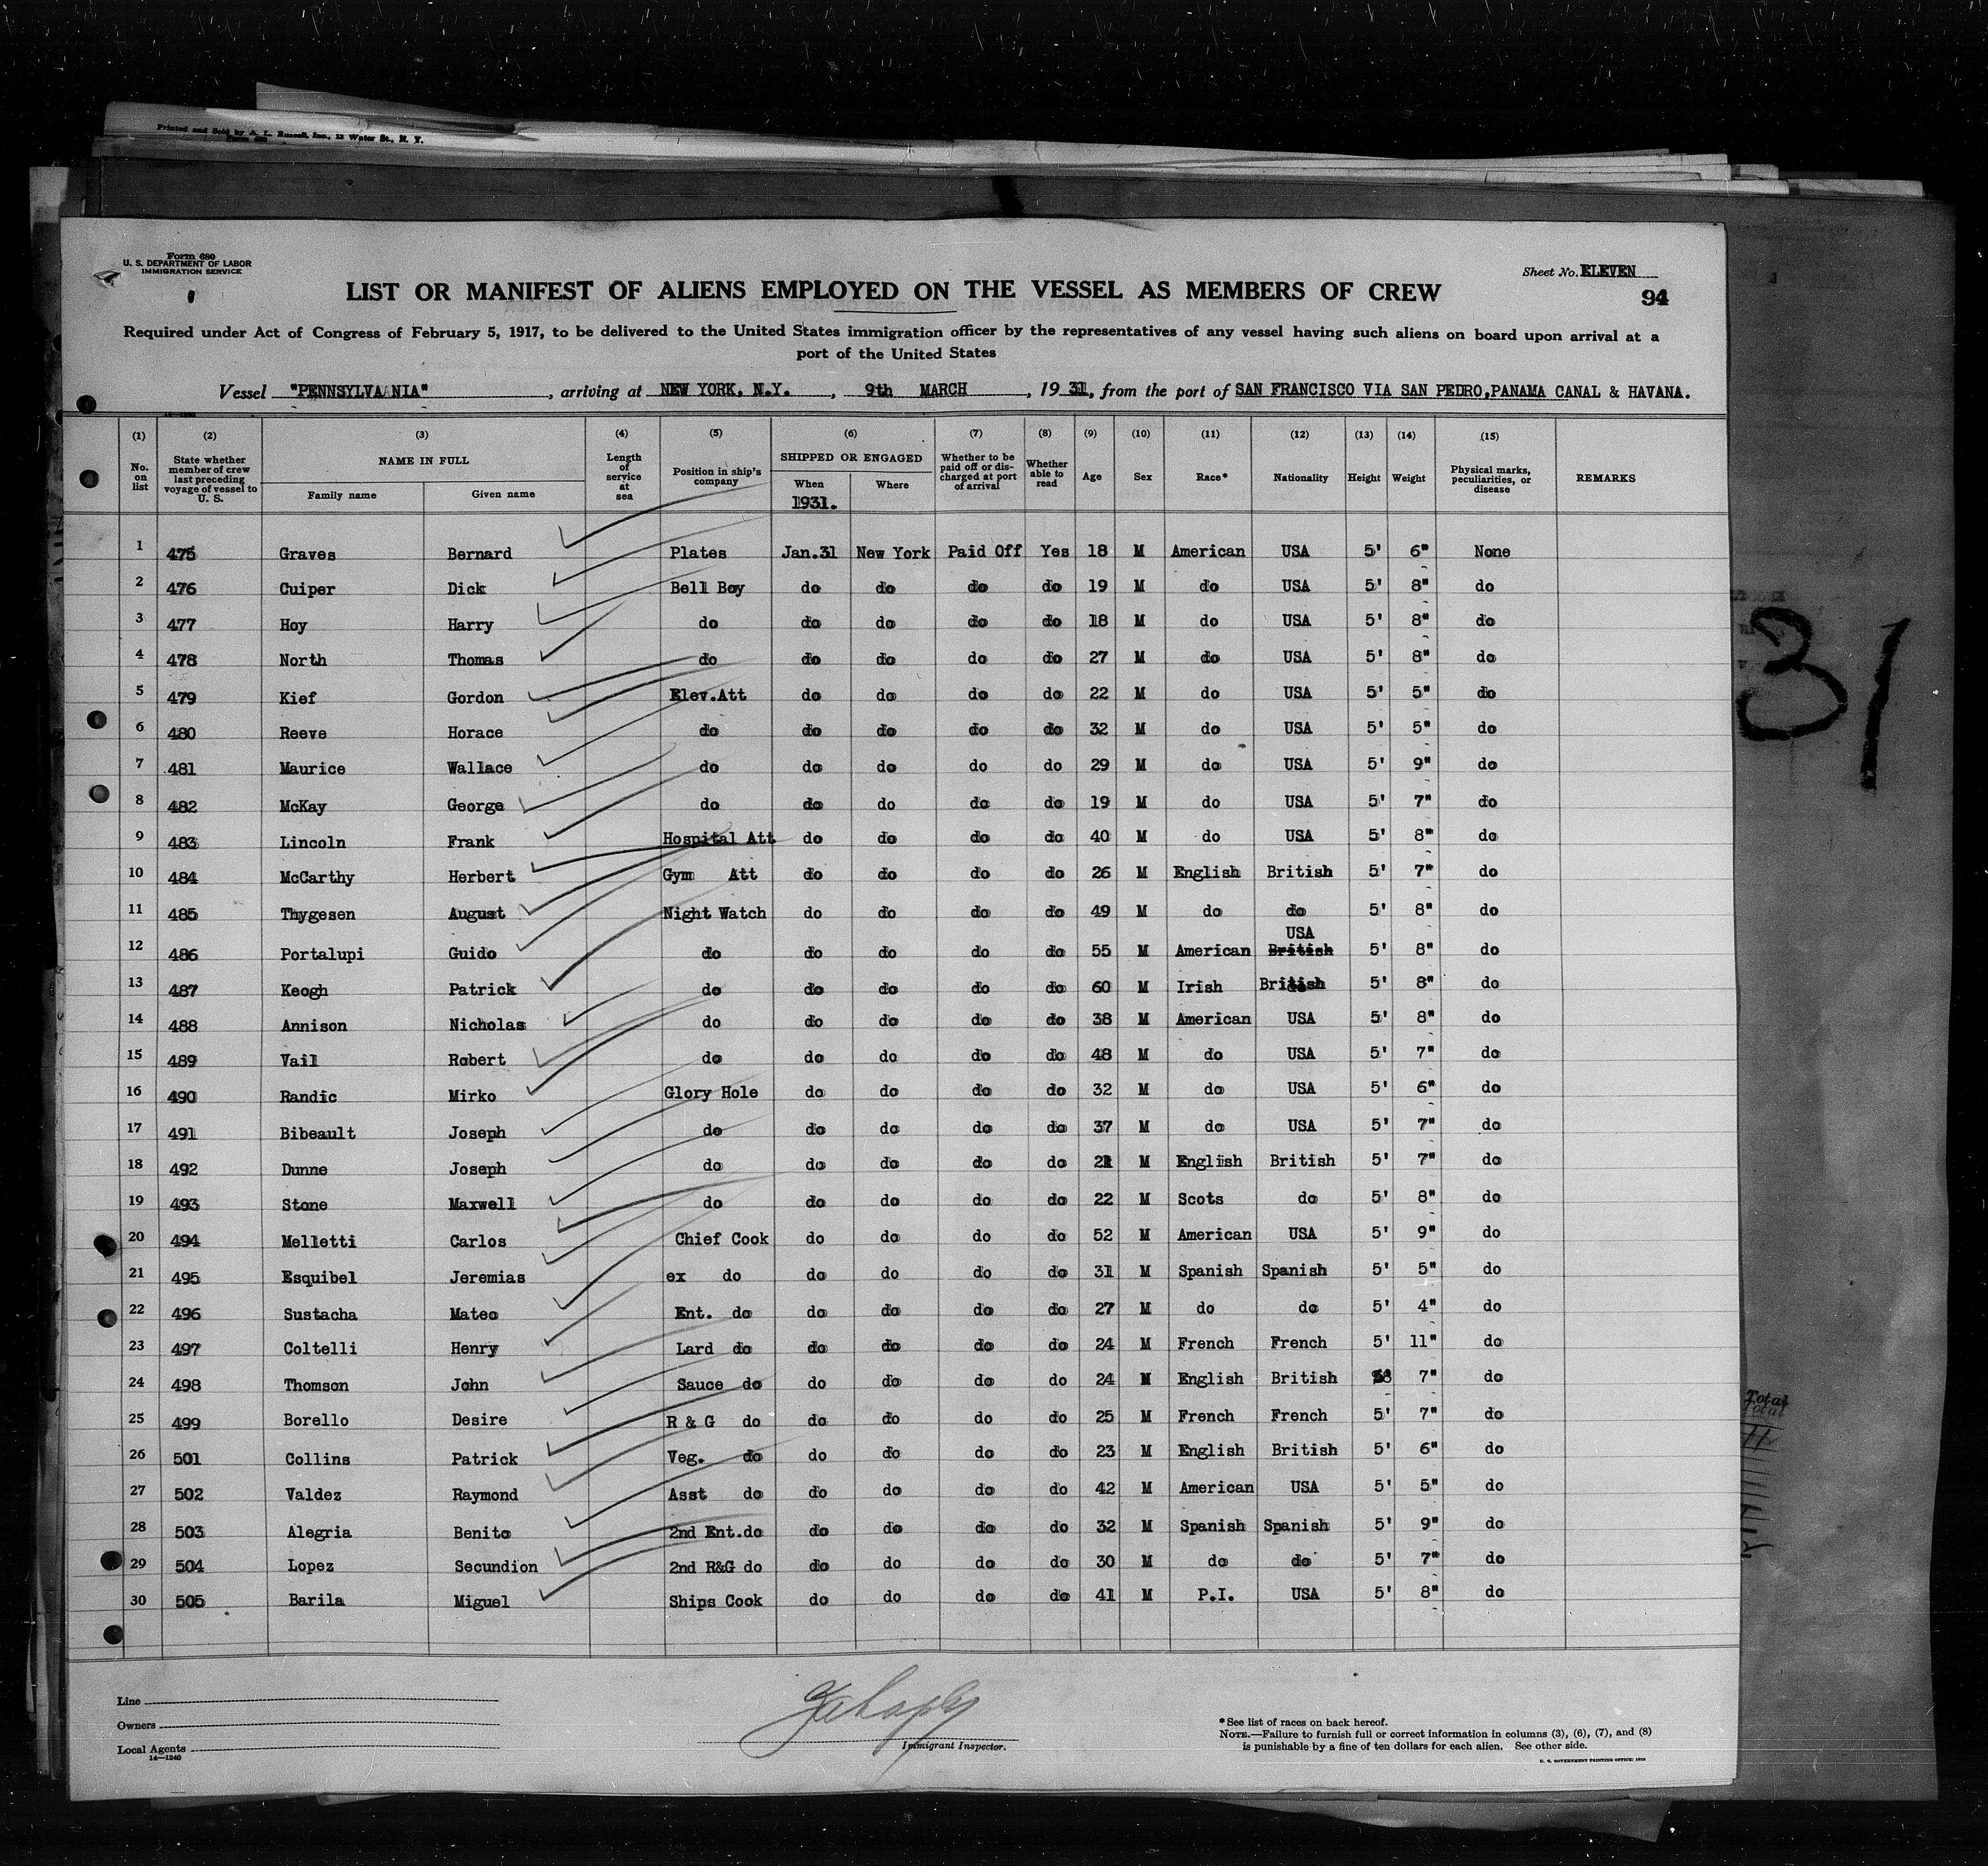 Printed and Sold by A. L. Russell, Inc., 12 Water St., N. Y.
Form 680
Form 680
U. S. DEPARTMENT OF LABOR
IMMIGRATION SERVICE
Sheet No. ELEVEN
94
LIST OR MANIFEST OF ALIENS EMPLOYED ON THE VESSEL AS MEMBERS OF CREW
Required under Act of Congress of February 5, 1917, to be delivered to the United States immigration officer by the representatives of any vessel having such aliens on board upon arrival at a
port of the United States
Vessel "PENNSYLVA NIA", arriving at NEW YORK, N.Y., 9th MARCH, 1931, from the port of SAN FRANCISCO VIA SAN PEDRO,PANAMA CANAL & HAVANA.
(1) No. on list
(2) State whether member of crew last preceding voyage of vessel to U. S.
(3) NAME IN FULL Family name Given name
(4) Length of service at sea
(5) Position in ship's company
(6) SHIPPED OR ENGAGED When 1931. Where
(7) Whether to be paid off or discharged at port of arrival
(8) Whether able to read
(9) Age
(10) Sex
(11) Race*
(12) Nationality
(13) Height
(14) Weight
(15) Physical marks, peculiarities, or disease
REMARKS
1 475 Graves Bernard Plates Jan.31 New York Paid Off Yes 18 M American USA 5' 6" None
2 476 Cuiper Dick Bell Boy do do do do 19 M do USA 5' 8" do
3 477 Hoy Harry do do do do do 18 M do USA 5' 8" do
4 478 North Thomas do do do do do 27 M do USA 5' 8" do
5 479 Kief Gordon Elev.Att do do do do 22 M do USA 5' 5" do
6 480 Reeve Horace do do do do do 32 M do USA 5' 5" do
7 481 Maurice Wallace do do do do do 29 M do USA 5' 9" do
8 482 McKay George do do do do do 19 M do USA 5' 7" do
9 483 Lincoln Frank Hospital Att do do do do 40 M do USA 5' 8" do
10 484 McCarthy Herbert Gym Att do do do do 26 M English British 5' 7" do
11 485 Thygesen August Night Watch do do do do 49 M do do 5' 8" do
12 486 Portalupi Guido do do do do do 55 M American USA British 5' 8" do
13 487 Keogh Patrick do do do do do 60 M Irish British 5' 8" do
14 488 Annison Nicholas do do do do do 38 M American USA 5' 8" do
15 489 Vail Robert do do do do do 48 M do USA 5' 7" do
16 490 Randic Mirko Glory Hole do do do do 32 M do USA 5' 6" do
17 491 Bibeault Joseph do do do do do 37 M do USA 5' 7" do
18 492 Dunne Joseph do do do do do 21 M English British 5' 7" do
19 493 Stone Maxwell do do do do do 22 M Scots do 5' 8" do
20 494 Melletti Carlos Chief Cook do do do do 52 M American USA 5' 9" do
21 495 Esquibel Jeremias ex do do do do do 31 M Spanish Spanish 5' 5" do
22 496 Sustacha Mateo Ent. do do do do do 27 M do do 5' 4" do
23 497 Coltelli Henry Lard do do do do do 24 M French French 5' 11" do
24 498 Thomson John Sauce do do do do do 24 M English British 7" do
25 499 Borello Desire R & G do do do do do 25 M French French 5' 7" do
26 501 Collins Patrick Veg. do do do do do 23 M English British 5' 6" do
27 502 Valdez Raymond Asst do do do do do 42 M American USA 5' 5" do
28 503 Alegria Benito 2nd Ent.do do do do do 32 M Spanish Spanish 5' 9" do
29 504 Lopez Secundion 2nd R&G do do do do do 30 M do do 5' 7" do
30 505 Barila Miguel Ships Cook do do do do 41 M P.I. USA 5' 8" do
31
Total
Line
Owners
Local Agents
14—1240
Immigrant Inspector.
*See list of races on back hereof.
NOTE.—Failure to furnish full or correct information in columns (3), (6), (7), and (8)
is punishable by a fine of ten dollars for each alien. See other side.